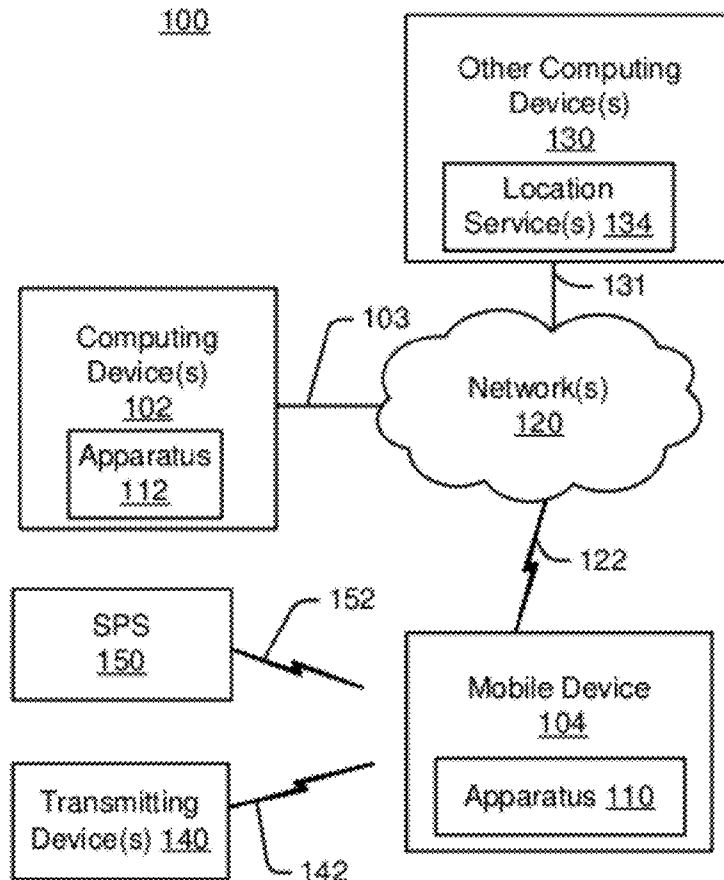 100
Other Computing
Device(s)
130
Location
Service(s) 134
131
Computing
Device(s)
102
Apparatus
112
103
Network(s)
120
122
SPS
150
152
Mobile Device
104
Apparatus 110
Transmitting
Device(s) 140
142